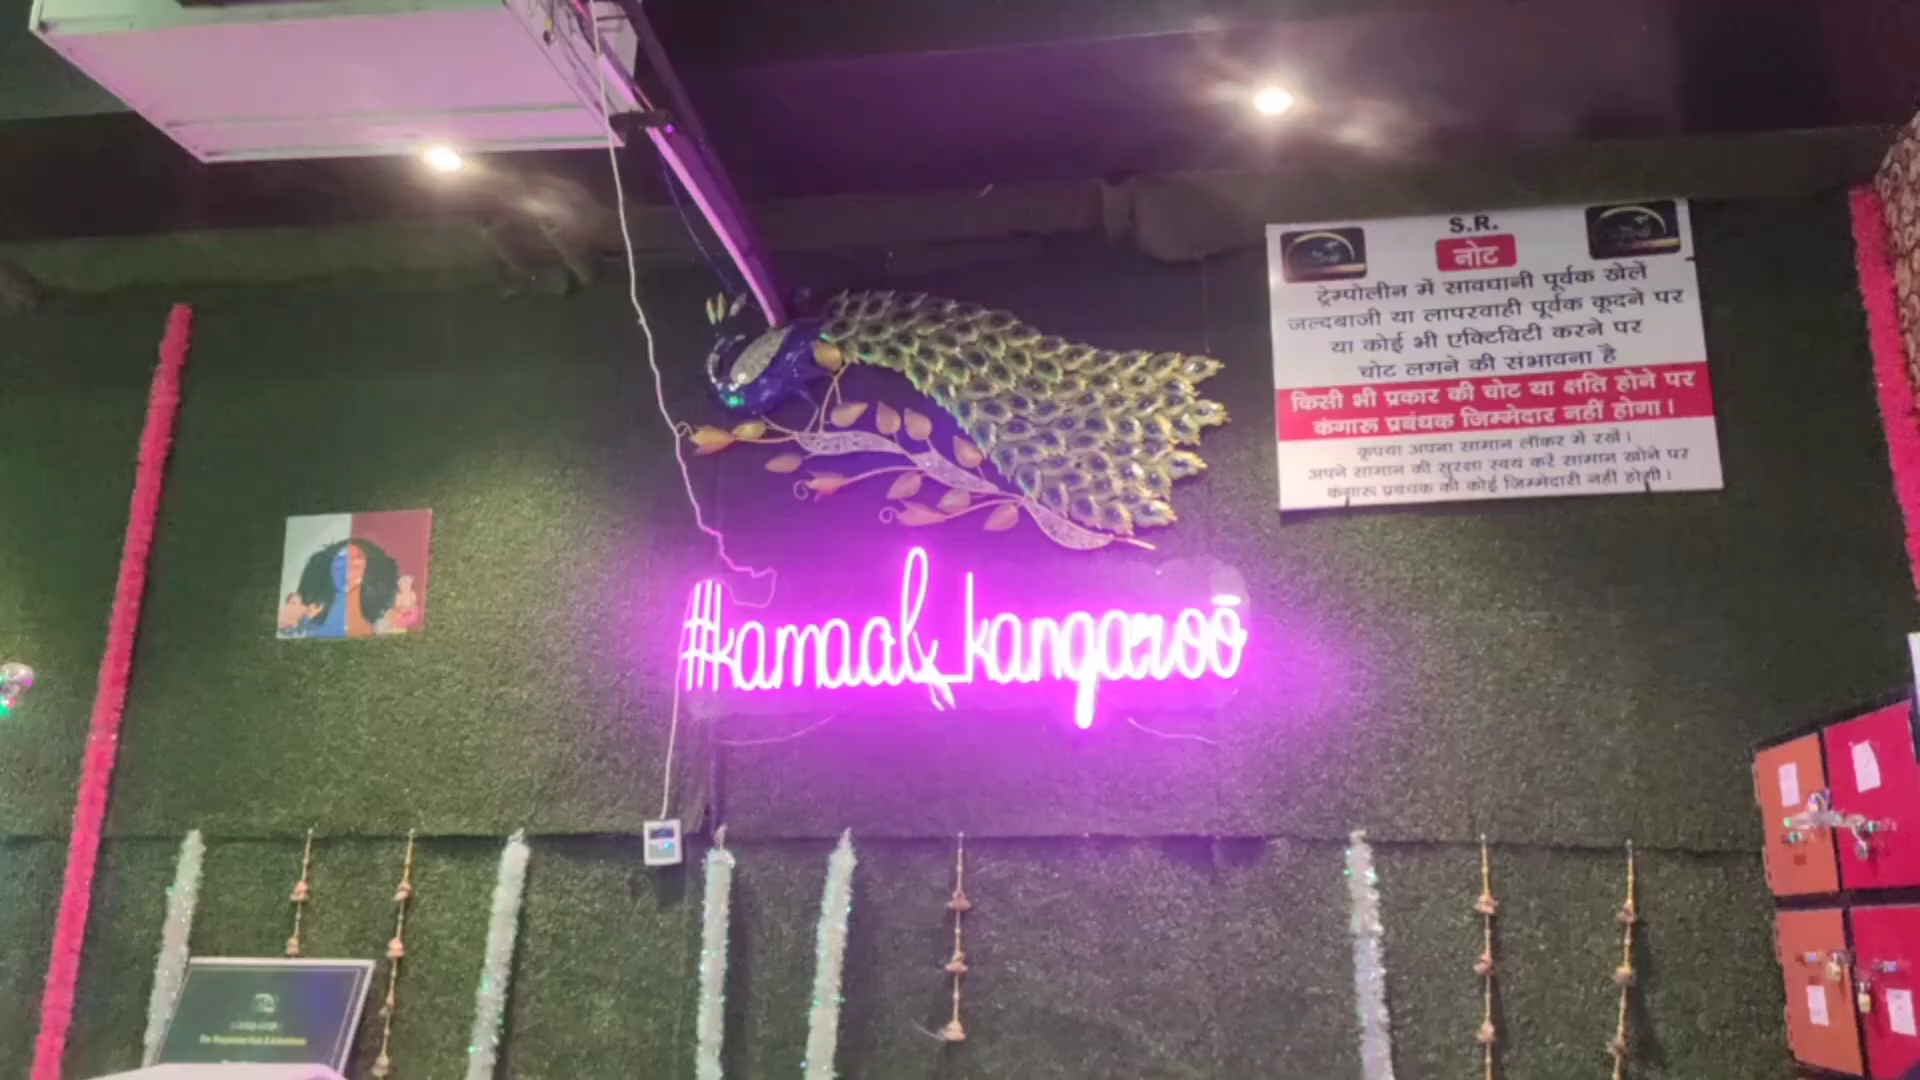 S.R.
नोट
ट्रेम्पोलीन में सावधानी पूर्वक खेलें
जल्दबाजी या लापरवाही पूर्वक कूदने पर
या कोई भी एक्टिविटी करने पर
चोट लगने की संभावना है
किसी भी प्रकार की चोट या क्षति होने पर
कंगारू प्रबंधक जिम्मेदार नहीं होगा।
कृपया अपना सामान लॉकर में रखें।
अपने सामान की सुरक्षा स्वयं करें सामान खोने पर
कंगारू प्रबंधक की कोई जिम्मेदारी नहीं होगी।
#kamaal_kangaroo